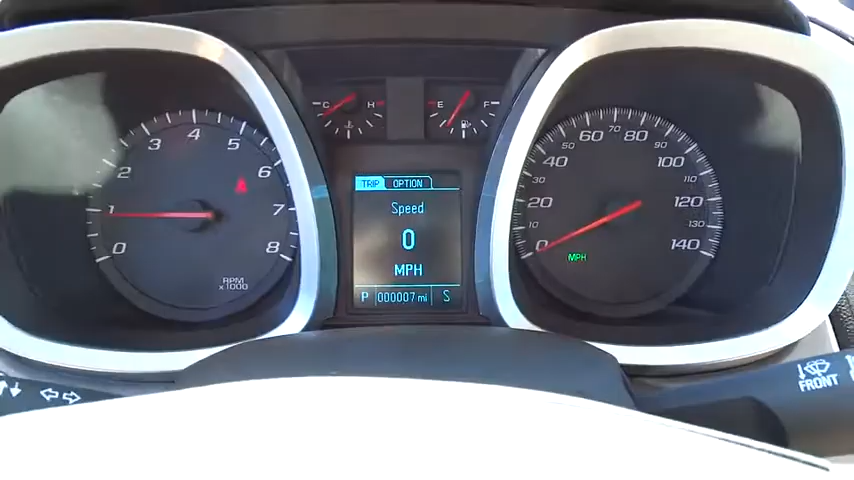 C H
E F
0 1 2 3 4 5 6 7 8
RPM
x1000
TRIP OPTION
Speed
0
MPH
P 000007 mi S
0 20 30 40 50 60 70 80 90 100 110 120 130 140
MPH
FRONT